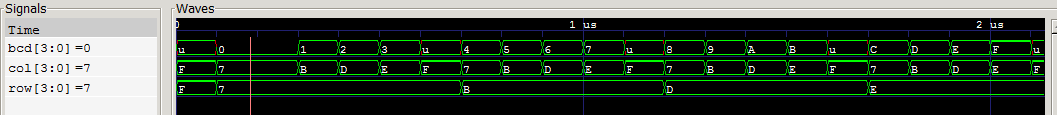 Signals
Waves
Time
0 1 us 2 us
bcd[3:0] =0
u 0 1 2 3 u 4 5 6 7 u 8 9 A B u C D E F u
col[3:0] =7
F 7 B D E F 7 B D E F 7 B D E F 7 B D E F
row[3:0] =7
F 7 B D E